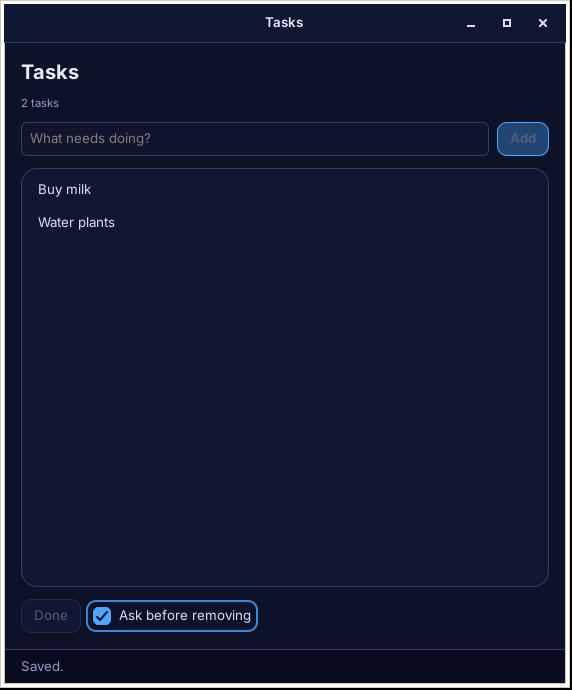 Tasks
Tasks
2 tasks
What needs doing?
Add
Buy milk
Water plants
Done
Ask before removing
Saved.